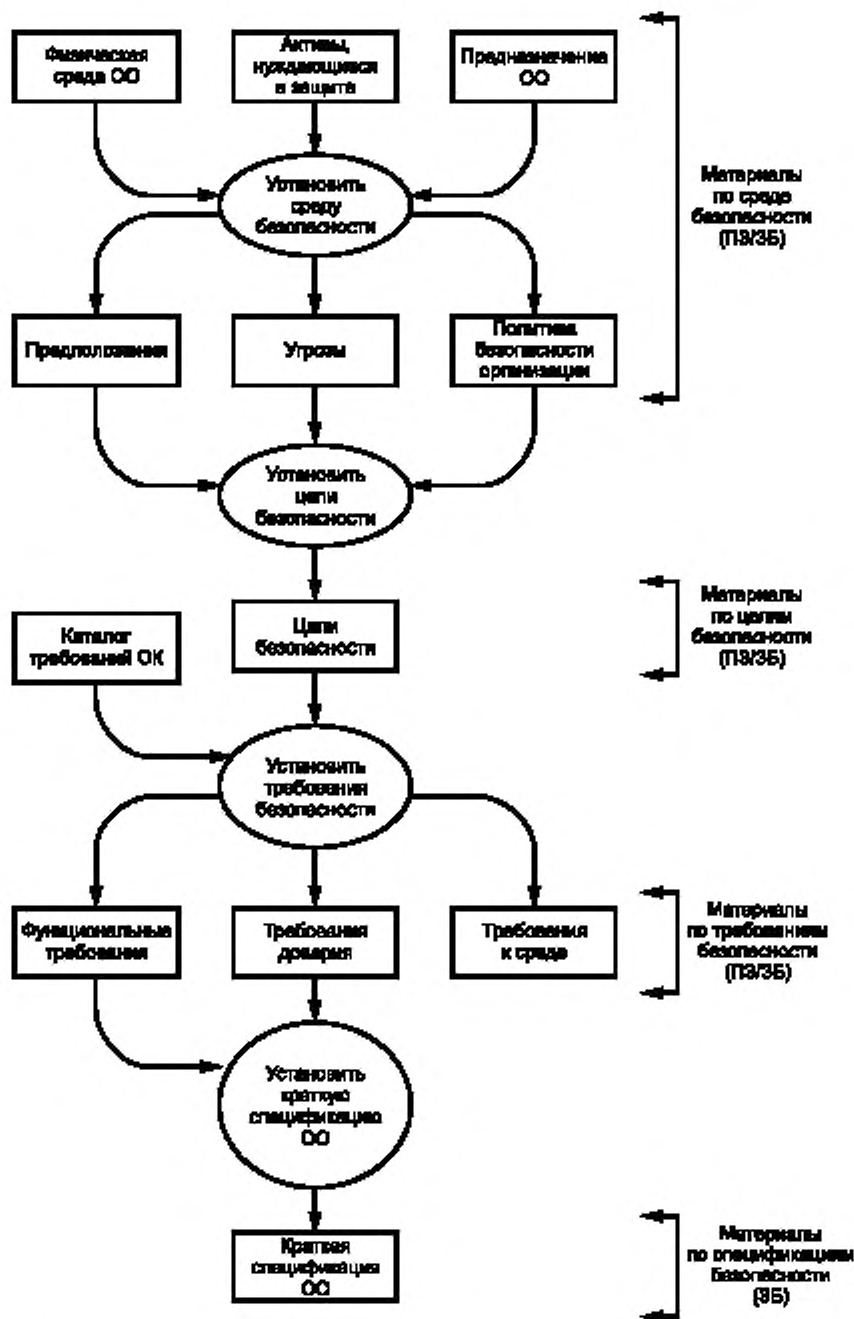 Физическая
среда ОО
Активы,
нуждающиеся
в защите
Предназначение
ОО
Установить
среду
безопасности
Материалы
по среде
безопасности
(ПЗ/ЗБ)
Предположения
Угрозы
Политика
безопасности
организации
Установить
цели
безопасности
Каталог
требований ОК
Цели
безопасности
Материалы
по целям
безопасности
(ПЗ/ЗБ)
Установить
требования
безопасности
Функциональные
требования
Требования
доверия
Требования
к среде
Материалы
по требованиям
безопасности
(ПЗ/ЗБ)
Установить
краткую
спецификацию
ОО
Краткая
спецификация
ОО
Материалы
по спецификациям
безопасности
(ЗБ)